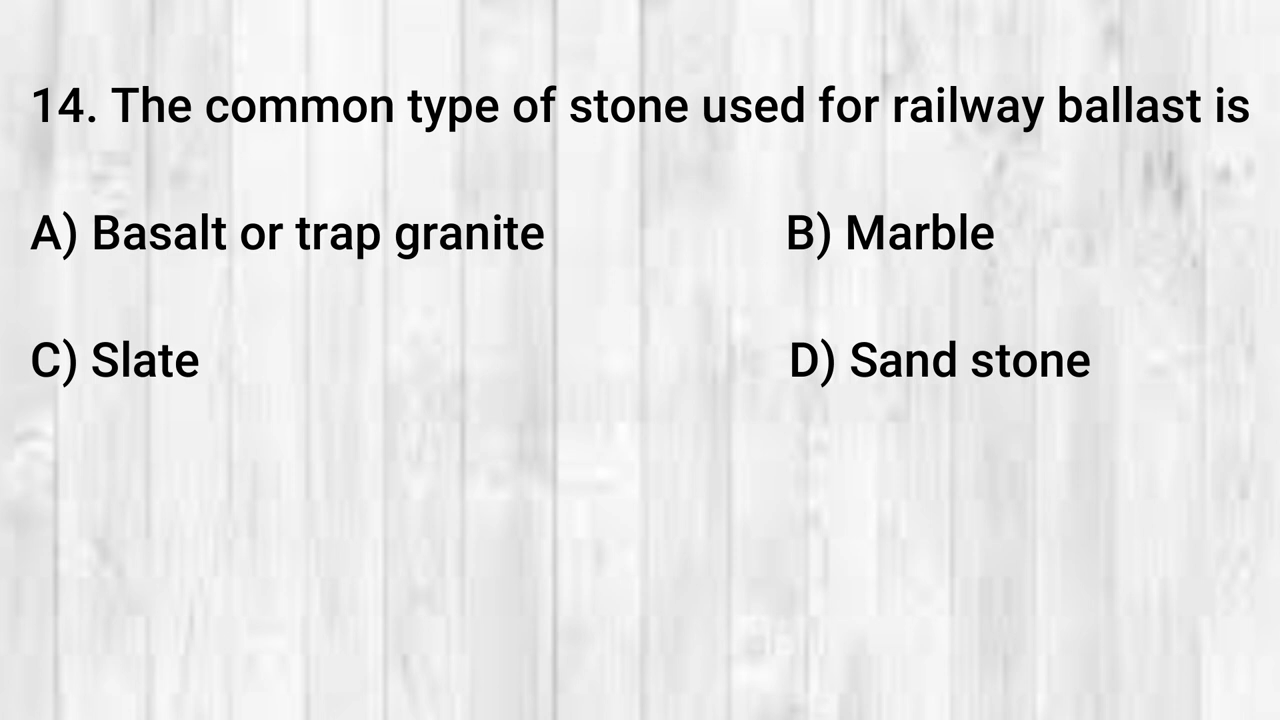 14. The common type of stone used for railway ballast is
A) Basalt or trap granite B) Marble
C) Slate D) Sand stone